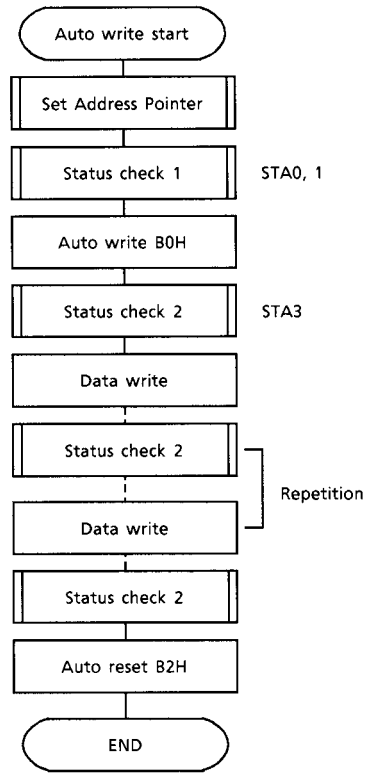 Auto write start
Set Address Pointer
Status check 1
STA0, 1
Auto write B0H
Status check 2
STA3
Data write
Status check 2
Repetition
Data write
Status check 2
Auto reset B2H
END